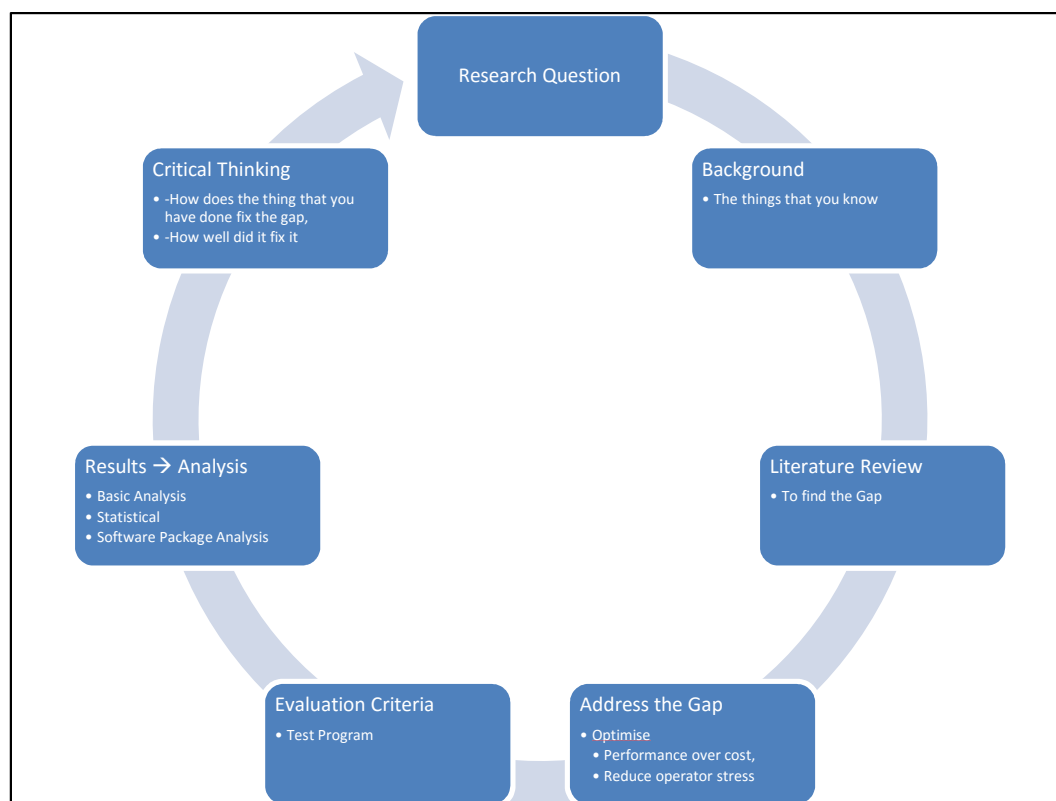 Research Question
Background
• The things that you know
Literature Review
• To find the Gap
Address the Gap
• Optimise
• Performance over cost,
• Reduce operator stress
Evaluation Criteria
• Test Program
Results → Analysis
• Basic Analysis
• Statistical
• Software Package Analysis
Critical Thinking
• -How does the thing that you
have done fix the gap,
• -How well did it fix it